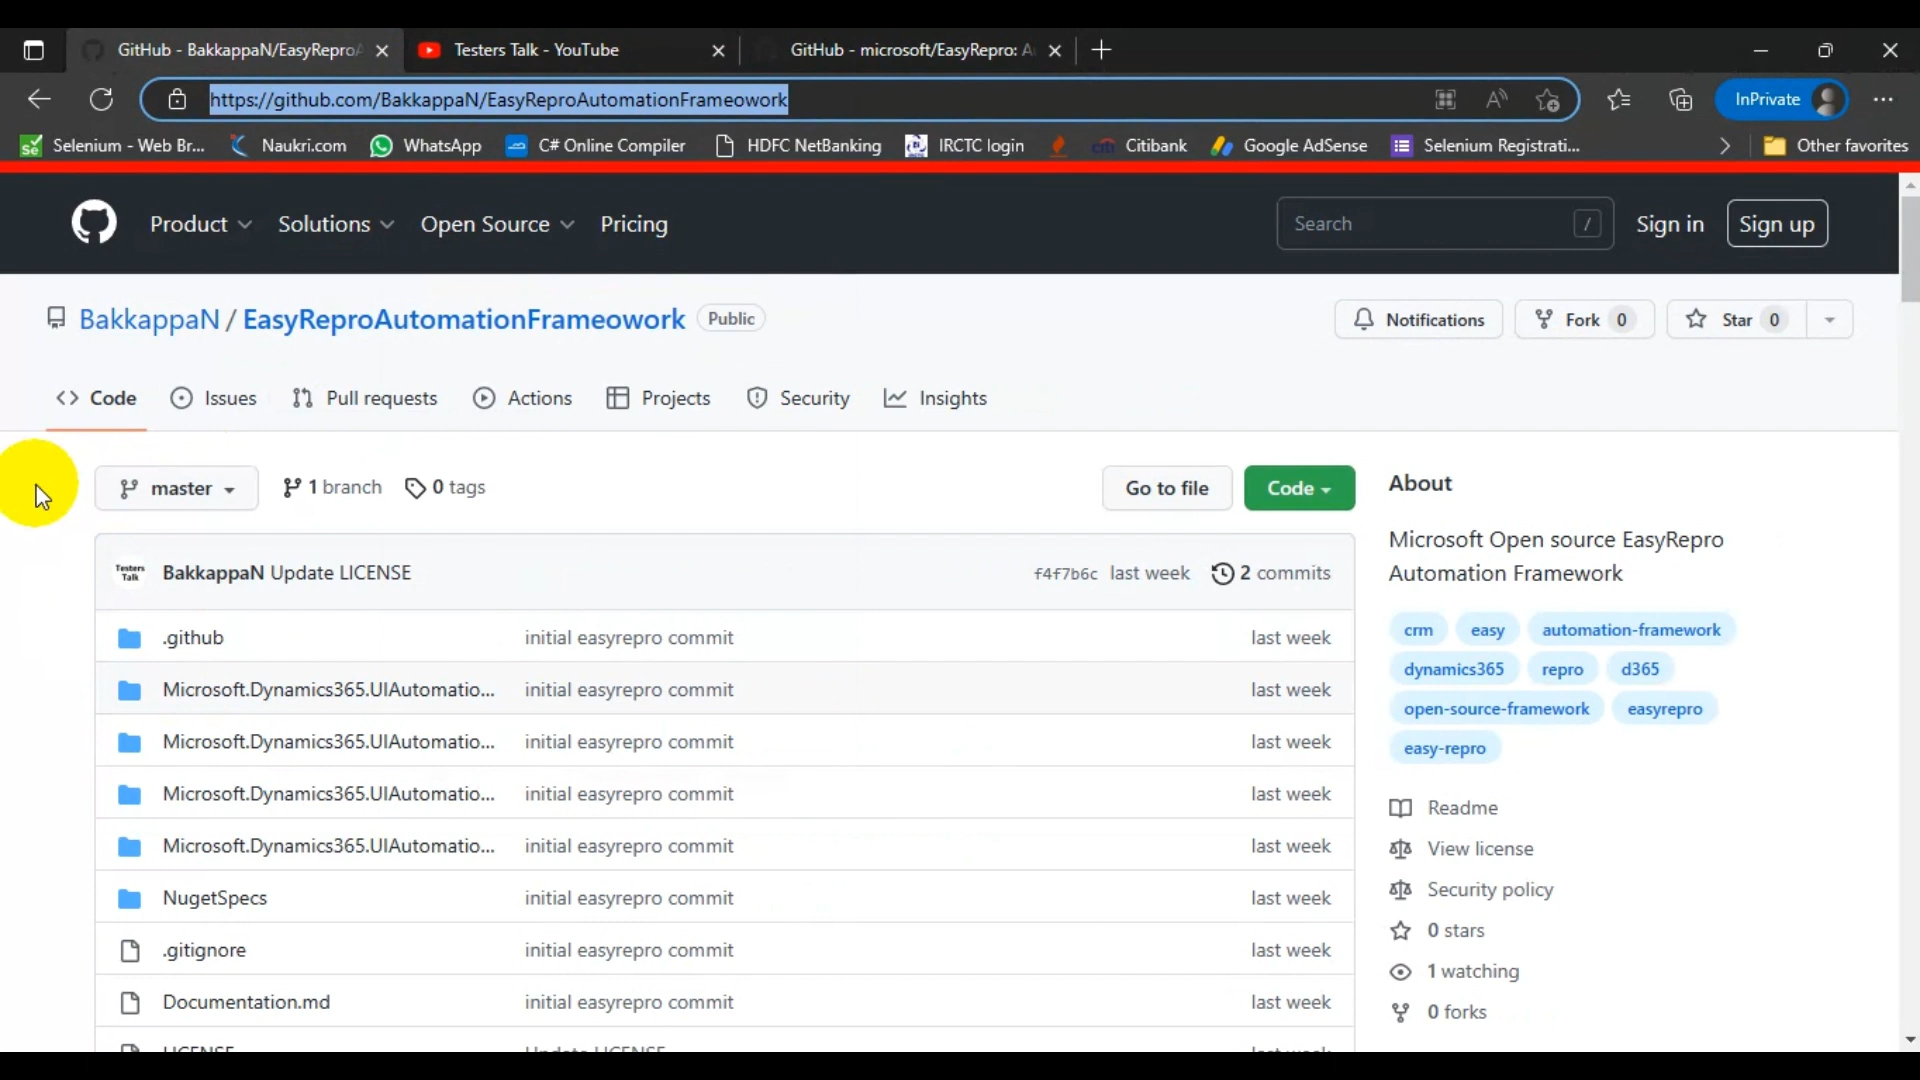 GitHub - BakkappaN/EasyRepro
Testers Talk - YouTube
GitHub - microsoft/EasyRepro: A
https://github.com/BakkappaN/EasyReproAutomationFrameowork
InPrivate
Selenium - Web Br...
Naukri.com
WhatsApp
C# Online Compiler
HDFC NetBanking
IRCTC login
Citibank
Google AdSense
Selenium Registrati...
Other favorites
Product
Solutions
Open Source
Pricing
Search /
Sign in
Sign up
BakkappaN / EasyReproAutomationFrameowork Public
Notifications
Fork 0
Star 0
Code
Issues
Pull requests
Actions
Projects
Security
Insights
master
1 branch
0 tags
Go to file
Code
Testers
Talk
BakkappaN Update LICENSE f4f7b6c last week 2 commits
.github initial easyrepro commit last week
Microsoft.Dynamics365.UIAutomatio... initial easyrepro commit last week
Microsoft.Dynamics365.UIAutomatio... initial easyrepro commit last week
Microsoft.Dynamics365.UIAutomatio... initial easyrepro commit last week
Microsoft.Dynamics365.UIAutomatio... initial easyrepro commit last week
NugetSpecs initial easyrepro commit last week
.gitignore initial easyrepro commit last week
Documentation.md initial easyrepro commit last week
LICENSE Update LICENSE last week
About
Microsoft Open source EasyRepro
Automation Framework
crm easy automation-framework
dynamics365 repro d365
open-source-framework easyrepro
easy-repro
Readme
View license
Security policy
0 stars
1 watching
0 forks